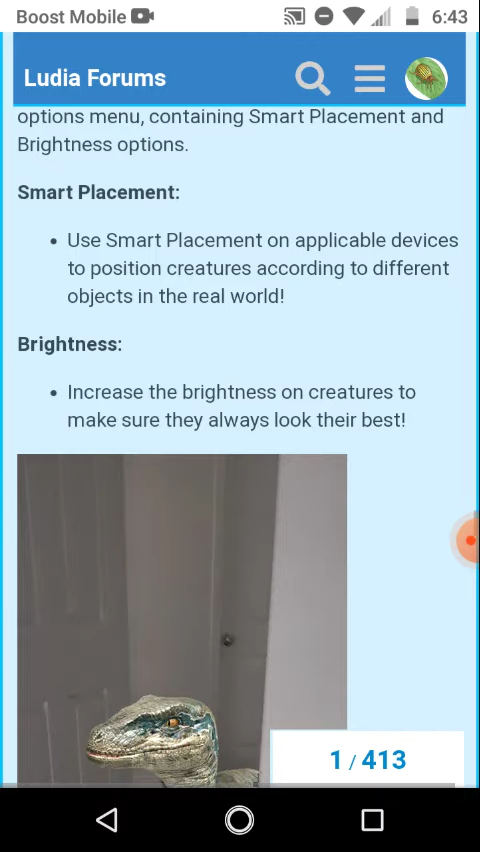 Boost Mobile 6:43
Ludia Forums
options menu, containing Smart Placement and
Brightness options.
Smart Placement:
Use Smart Placement on applicable devices
to position creatures according to different
objects in the real world!
Brightness:
Increase the brightness on creatures to
make sure they always look their best!
1 / 413